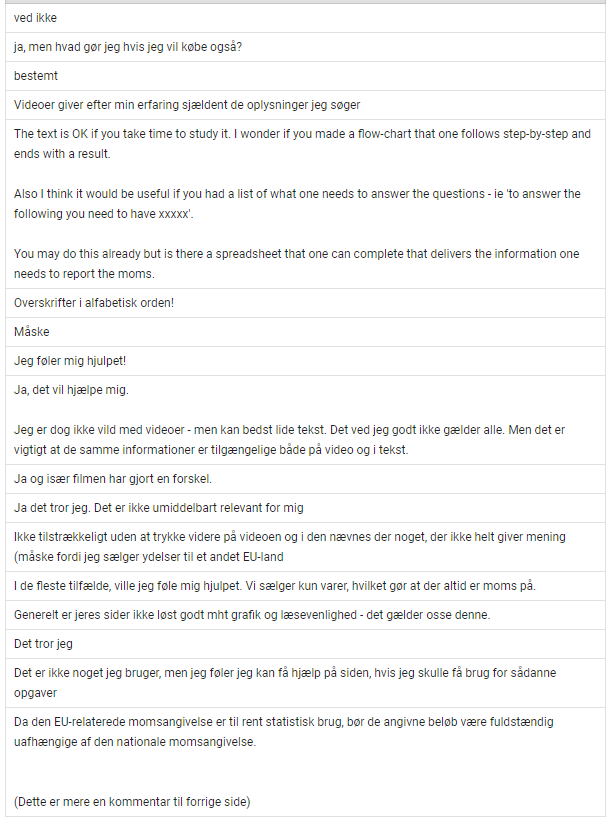 ved ikke
ja, men hvad gør jeg hvis jeg vil købe også?
bestemt
Videoer giver efter min erfaring sjældent de oplysninger jeg søger
The text is OK if you take time to study it. I wonder if you made a flow-chart that one follows step-by-step and
ends with a result.
Also I think it would be useful if you had a list of what one needs to answer the questions - ie 'to answer the
following you need to have xxxxx'.
You may do this already but is there a spreadsheet that one can complete that delivers the information one
needs to report the moms.
Overskrifter i alfabetisk orden!
Måske
Jeg føler mig hjulpet!
Ja, det vil hjælpe mig.
Jeg er dog ikke vild med videoer - men kan bedst lide tekst. Det ved jeg godt ikke gælder alle. Men det er
vigtigt at de samme informationer er tilgængelige både på video og i tekst.
Ja og især filmen har gjort en forskel.
Ja det tror jeg. Det er ikke umiddelbart relevant for mig
Ikke tilstrækkeligt uden at trykke videre på videoen og i den nævnes der noget, der ikke helt giver mening
(måske fordi jeg sælger ydelser til et andet EU-land
I de fleste tilfælde, ville jeg føle mig hjulpet. Vi sælger kun varer, hvilket gør at der altid er moms på.
Generelt er jeres sider ikke løst godt mht grafik og læsevenlighed - det gælder osse denne.
Det tror jeg
Det er ikke noget jeg bruger, men jeg føler jeg kan få hjælp på siden, hvis jeg skulle få brug for sådanne
opgaver
Da den EU-relaterede momsangivelse er til rent statistisk brug, bør de angivne beløb være fuldstændig
uafhængige af den nationale momsangivelse.
(Dette er mere en kommentar til forrige side)